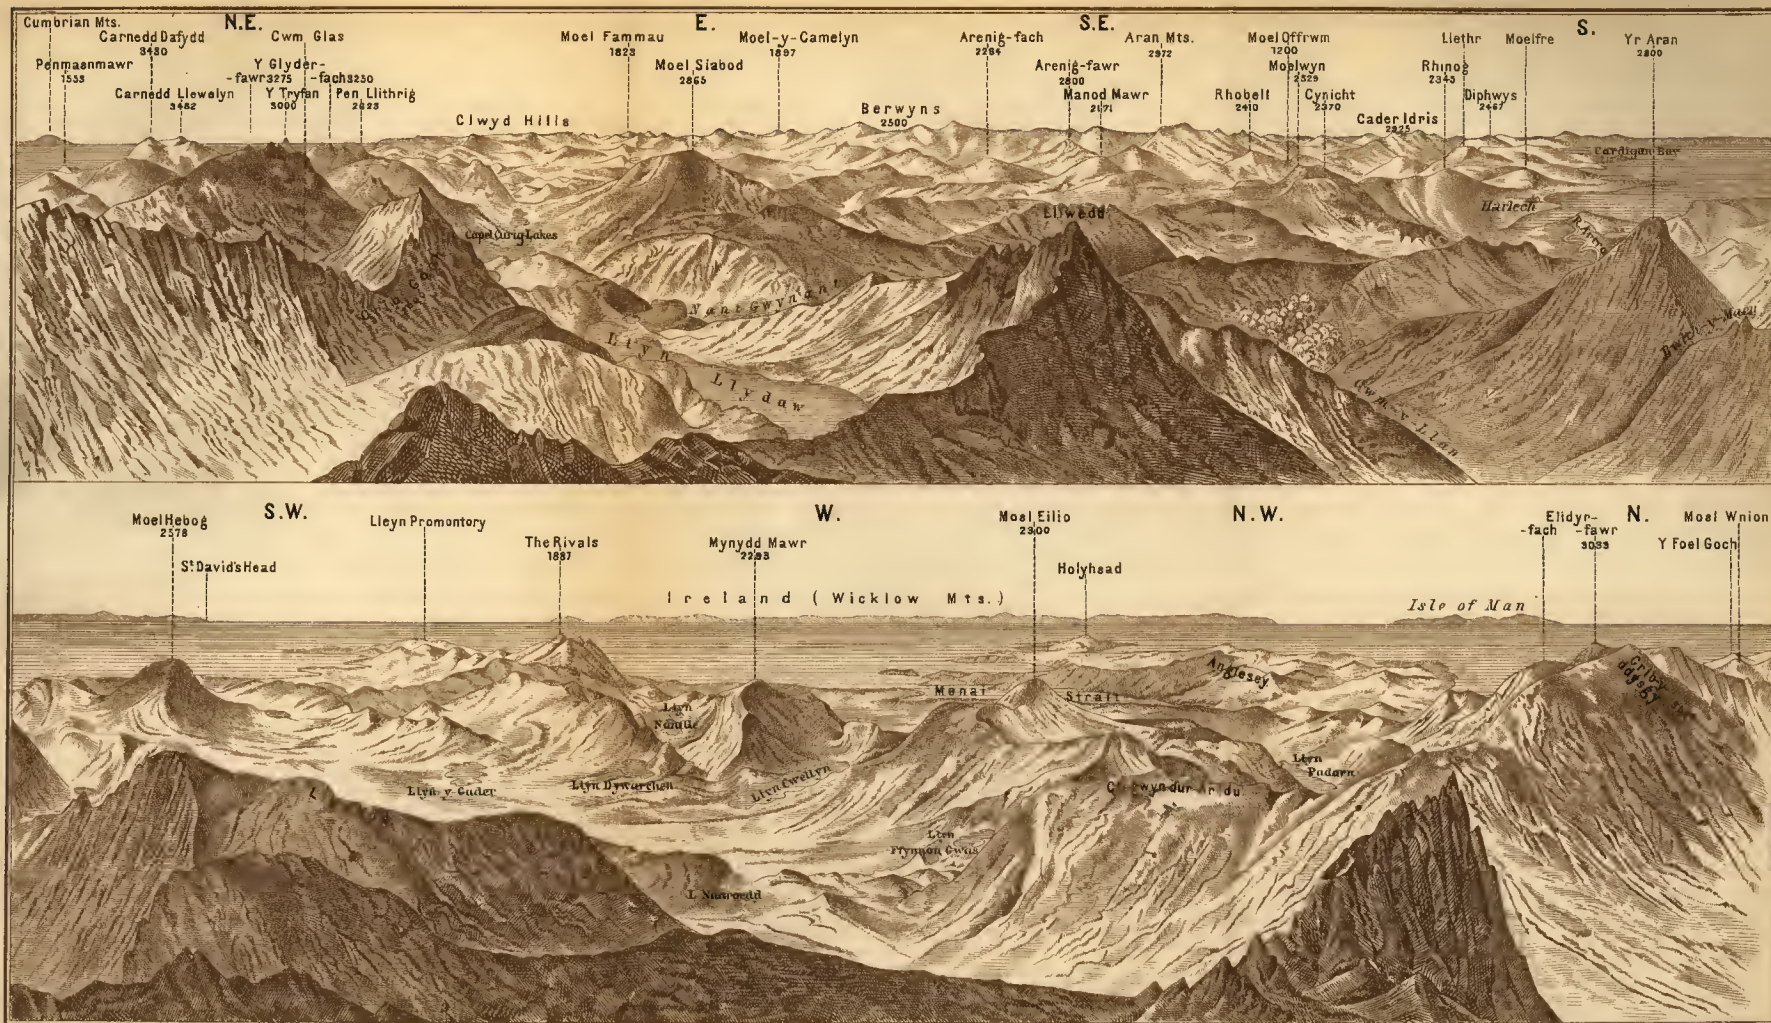 Cumbrian Mts.
N.E.
E.
S.E.
S.
Carnedd Dafydd
3430
Cwm Glas
Moel Fammau
1823
Moel-y-Camelyn
1897
Arenig-fach
2264
Aran Mts.
2972
Moel Offrwm
1200
Llethr
Moelfre
Yr Aran
2800
Penmaenmawr
1553
Y Glyder-
-fawr 3275
-fach 3250
Moel Siabod
2865
Arenig-fawr
2800
Moelwyn
2529
Rhinog
2345
Carnedd Llewelyn
3482
Y Tryfan
3000
Pen Llithrig
2623
Manod Mawr
2171
Rhobell
2410
Cynicht
2370
Diphwys
2467
Clwyd Hills
Berwyns
2500
Cader Idris
2925
Cardigan Bay
Harlech
Lliwedd
Capel Curig Lakes
Nant Gwynant
Llyn
Llydaw
Cwm-y-Llan
Bwlch-y-Maen
S.W.
W.
N.W.
N.
Moel Hebog
2578
Lleyn Promontory
Moel Eilio
2300
Elidyr-
-fach
-fawr
3033
Moel Wnion
The Rivals
1887
Mynydd Mawr
2293
Y Foel Goch
St. David's Head
Holyhead
Ireland (Wicklow Mts.)
Isle of Man
Anglesey
Menai
Strait
Llyn
Nantlle
Llyn
Padarn
Llyn-y-Gader
Llyn Dywarchen
Llyn Cwellyn
Llyn
Ffynnon Gwas